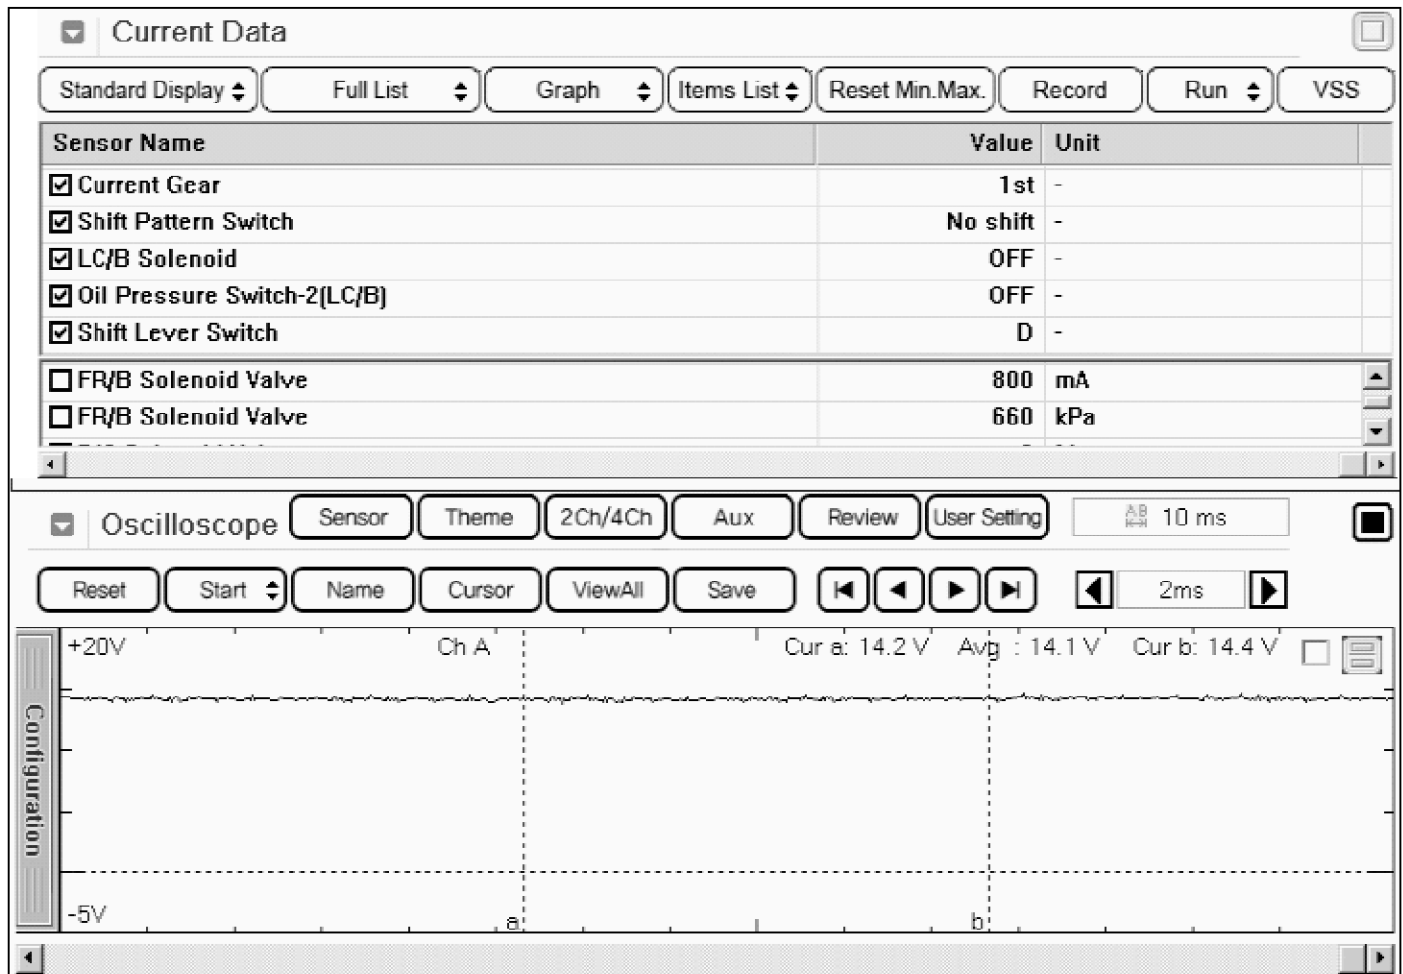 Current Data
Standard Display Full List Graph Items List Reset Min.Max. Record Run VSS
Sensor Name Value Unit
Current Gear 1st -
Shift Pattern Switch No shift -
LC/B Solenoid OFF -
Oil Pressure Switch-2(LC/B) OFF -
Shift Lever Switch D -
FR/B Solenoid Valve 800 mA
FR/B Solenoid Valve 660 kPa
Oscilloscope Sensor Theme 2Ch/4Ch Aux Review User Setting AB 10 ms
Reset Start Name Cursor ViewAll Save 2ms
+20V Ch A Cur a: 14.2 V Avg : 14.1 V Cur b: 14.4 V
Configuration
-5V a b